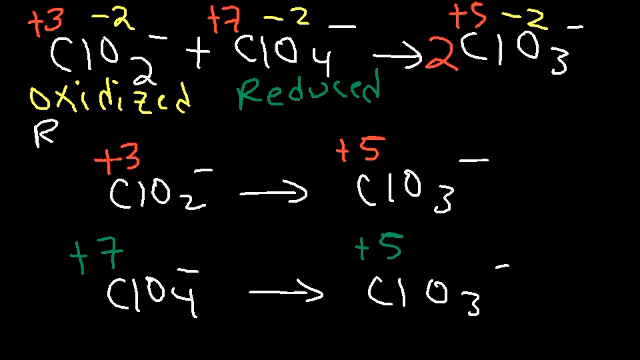 +3 -2 +7 -2 +5 -2
ClO₂⁻ + ClO₄⁻ → 2ClO₃⁻
Oxidized Reduced
R
+3 +5
ClO₂⁻ → ClO₃⁻
+7 +5
ClO₄⁻ → ClO₃⁻